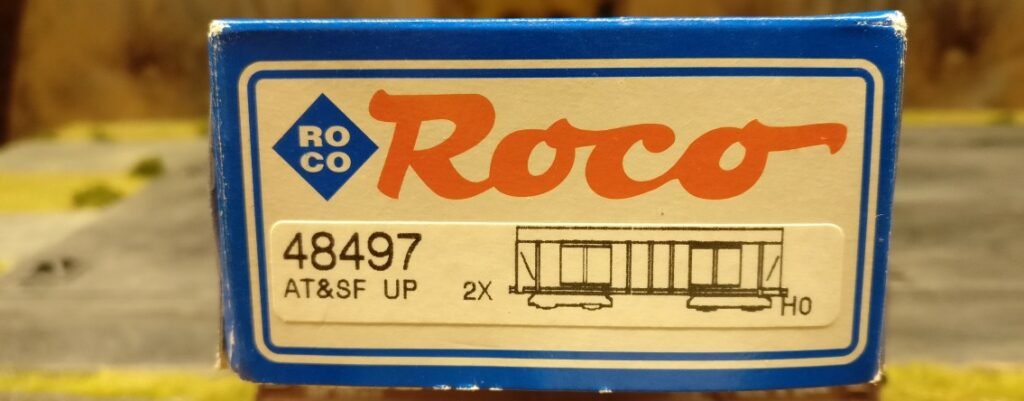 RO
CO
Roco
48497
AT&SF UP 2X
H0